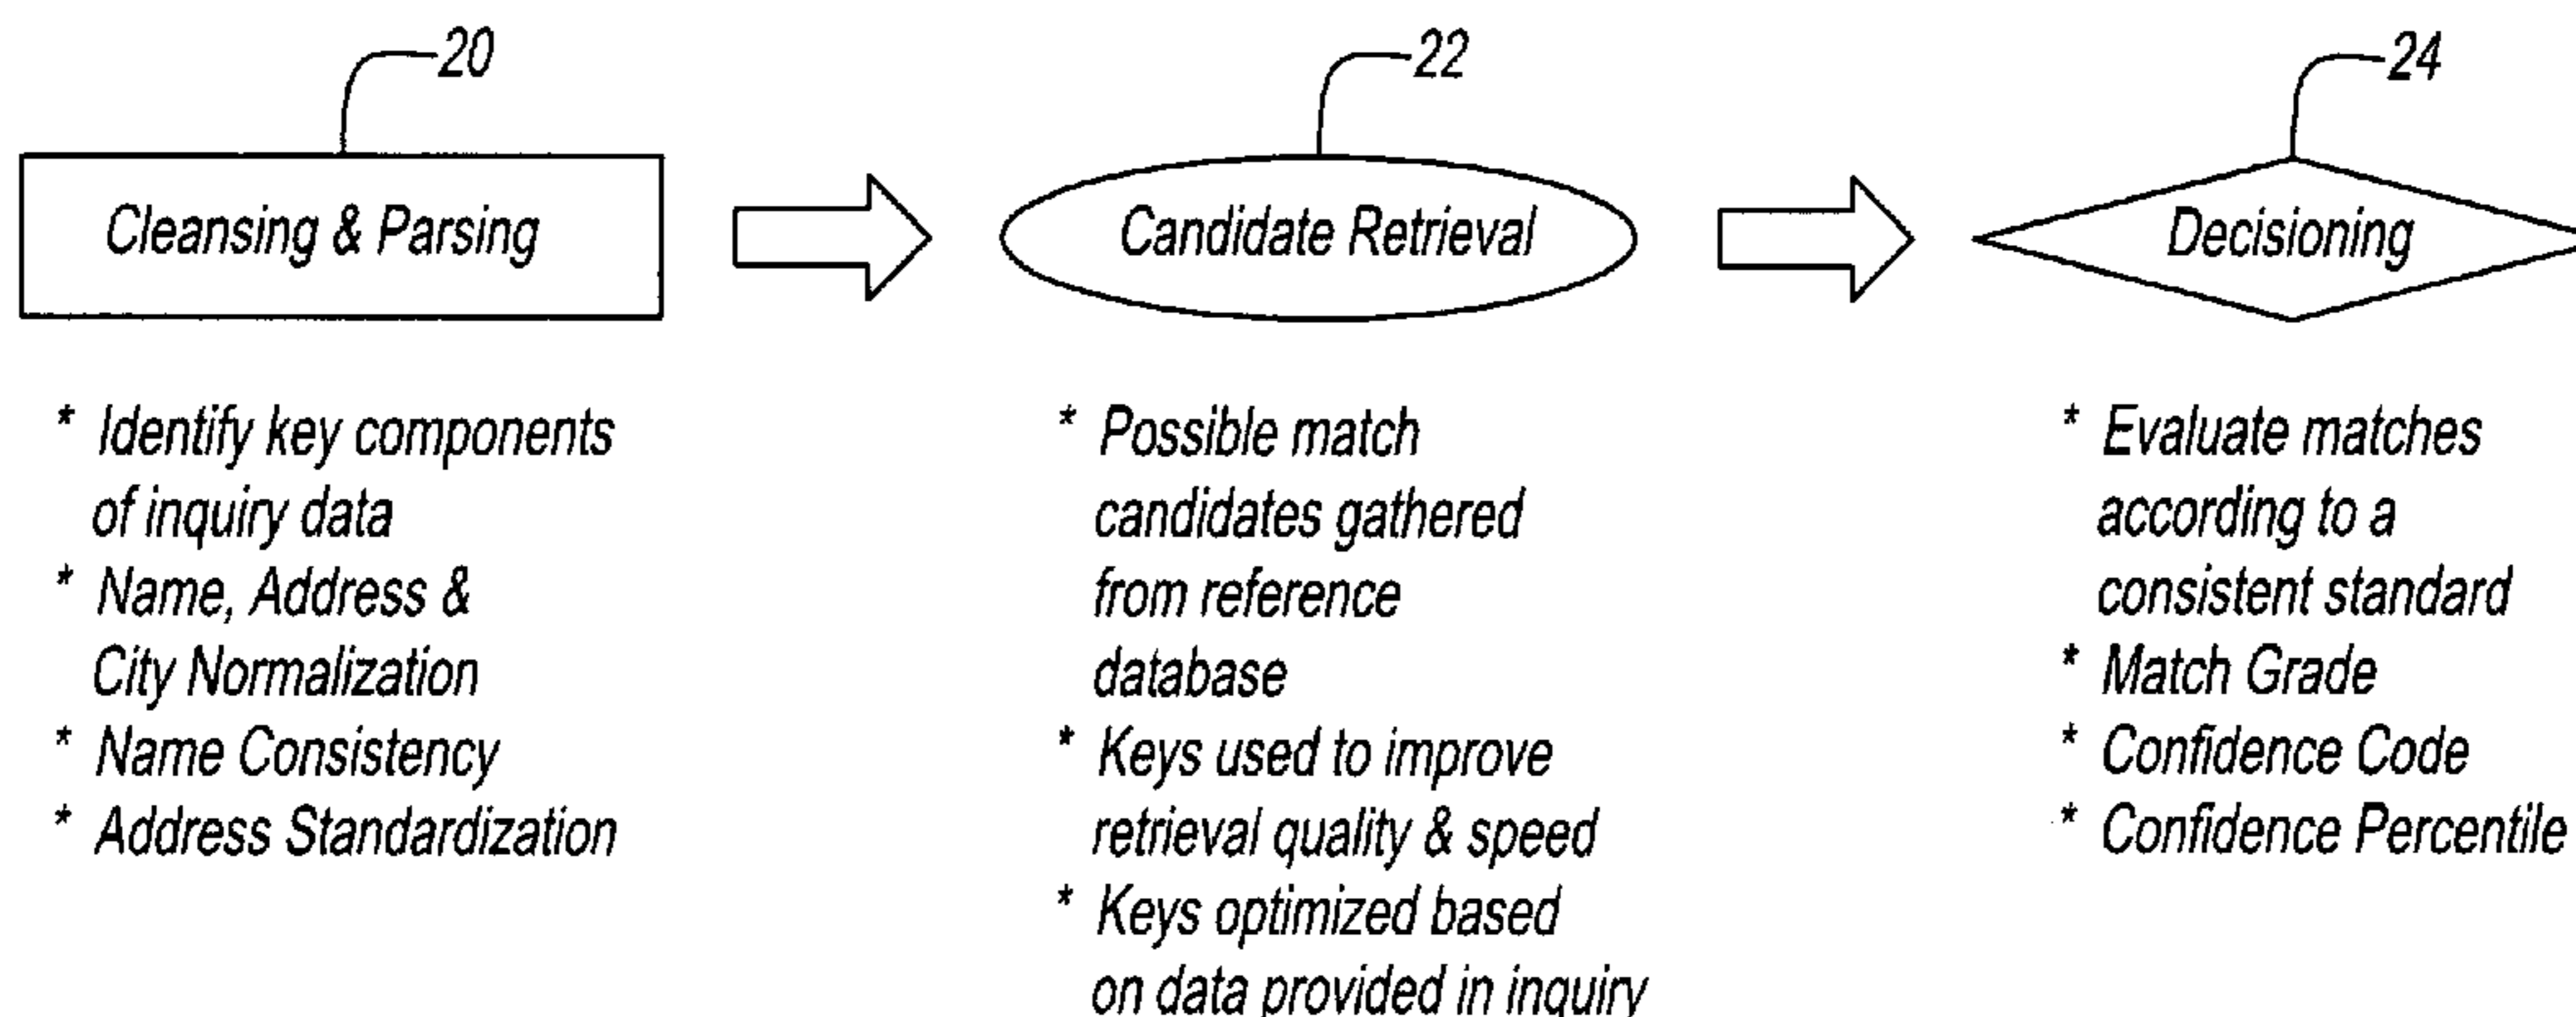 20
Cleansing & Parsing
* Identify key components
of inquiry data
* Name, Address &
City Normalization
* Name Consistency
* Address Standardization
22
Candidate Retrieval
* Possible match
candidates gathered
from reference
database
* Keys used to improve
retrieval quality & speed
* Keys optimized based
on data provided in inquiry
24
Decisioning
* Evaluate matches
according to a
consistent standard
* Match Grade
* Confidence Code
* Confidence Percentile